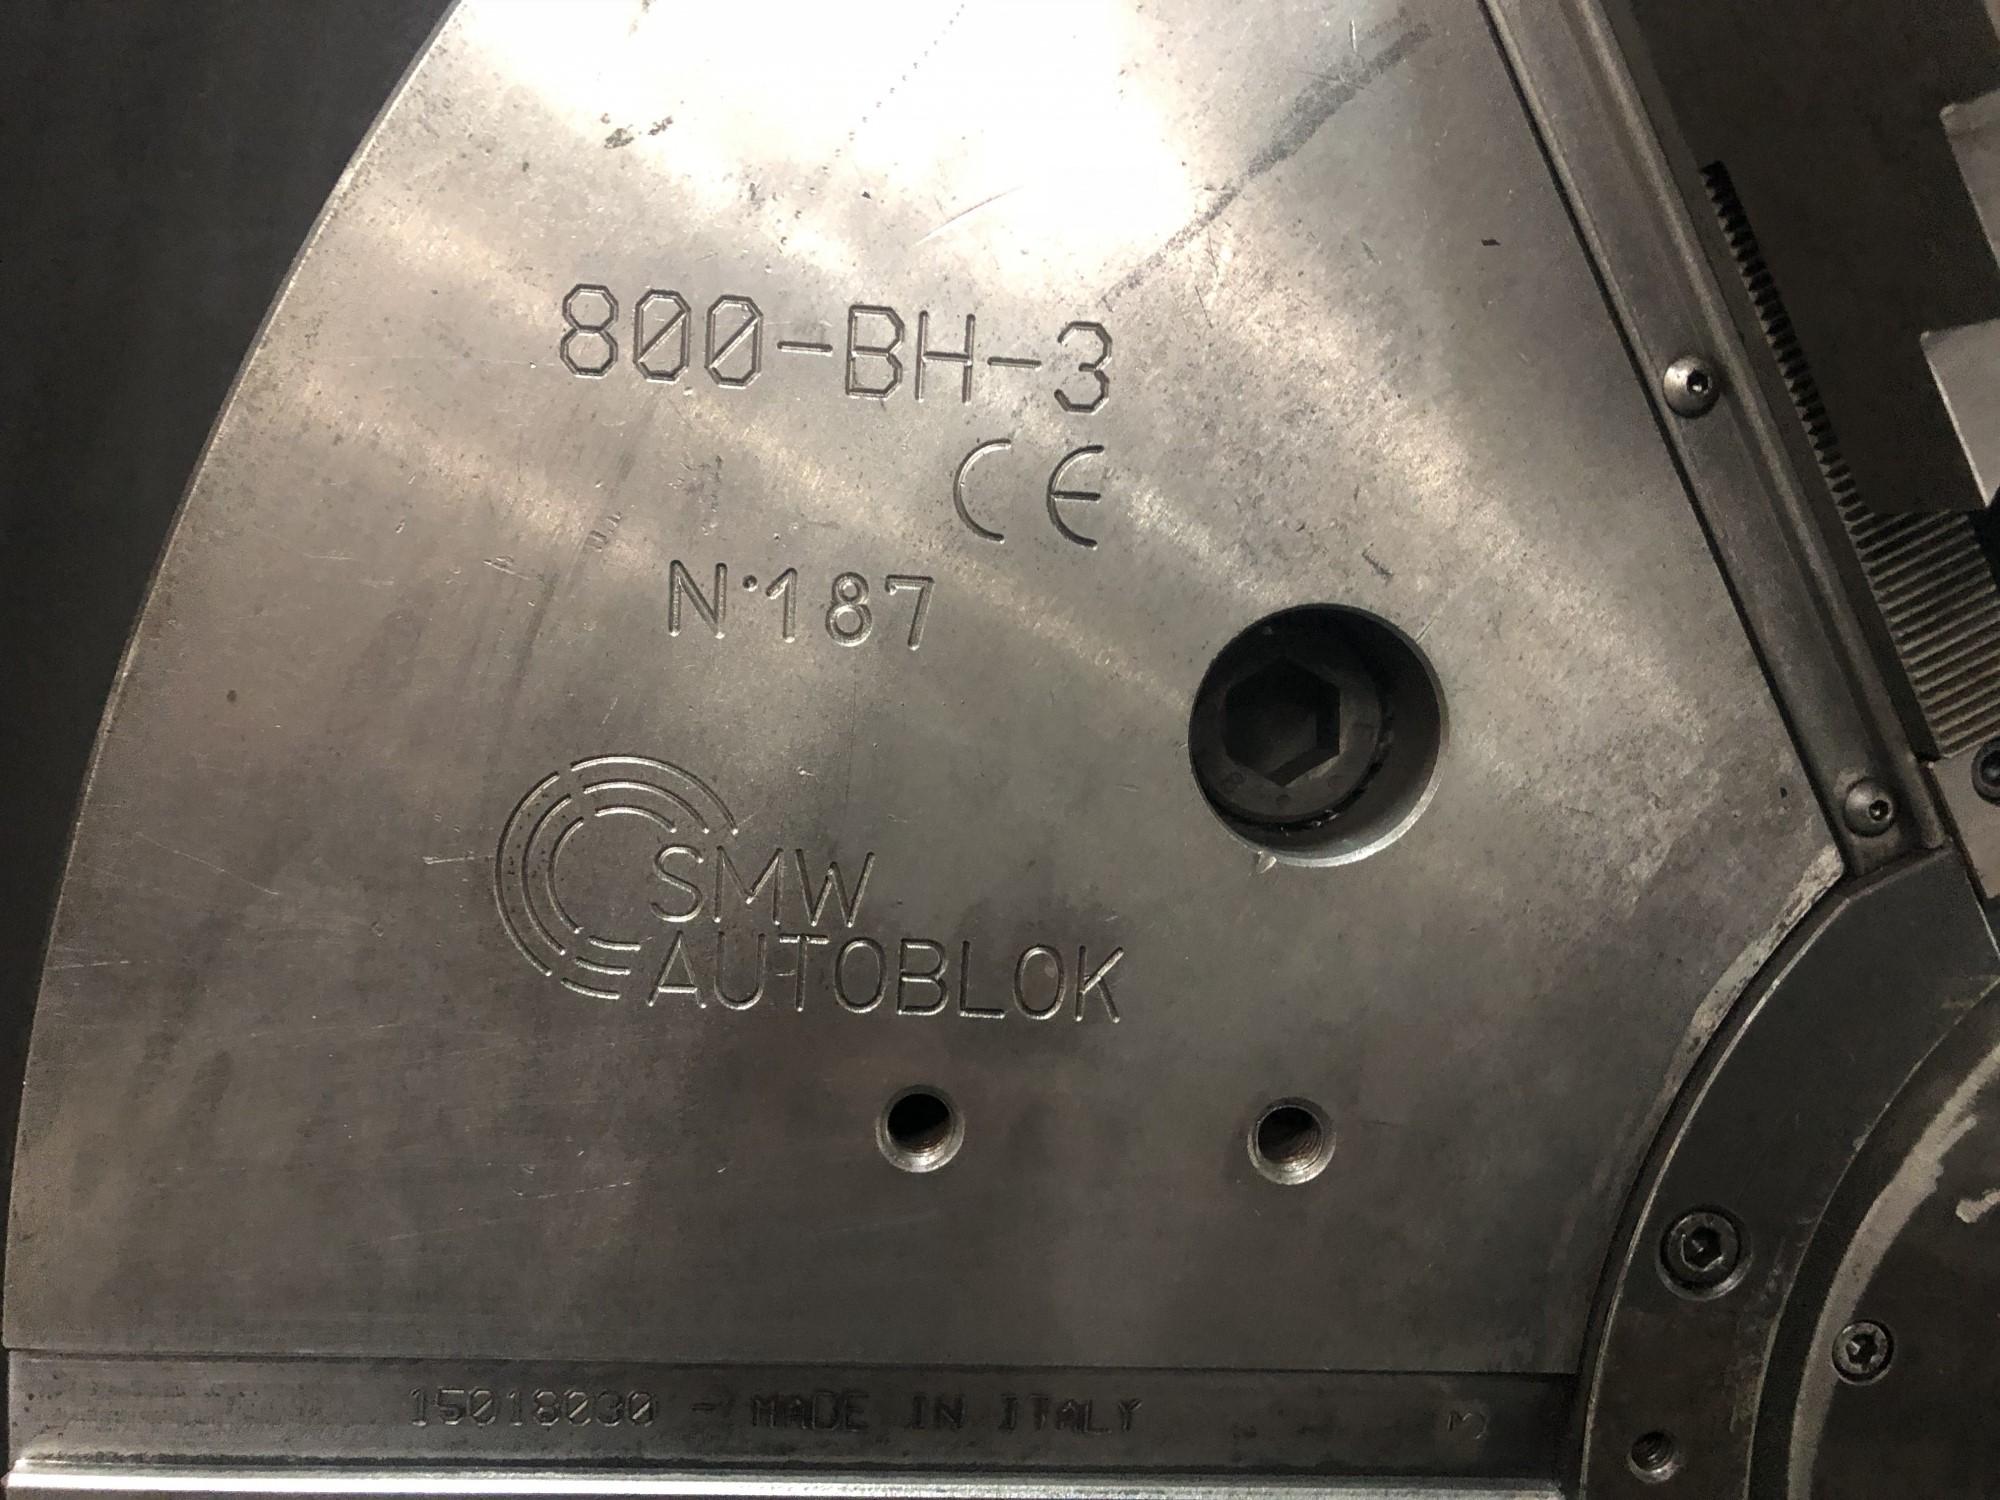 800-BH-3
CE
N°187
SMW
AUTOBLOK
15018030 - MADE IN ITALY